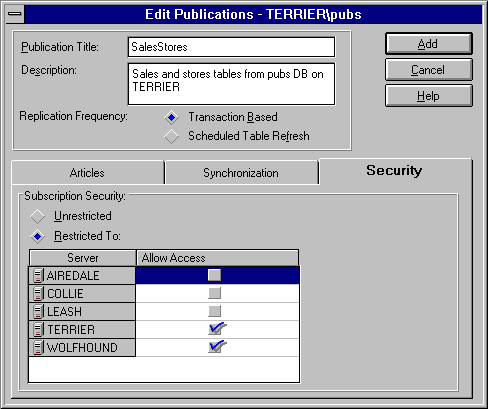 Edit Publications - TERRIER\pubs
Publication Title: SalesStores
Description: Sales and stores tables from pubs DB on
TERRIER
Replication Frequency: Transaction Based
Scheduled Table Refresh
Add
Cancel
Help
Articles Synchronization Security
Subscription Security:
Unrestricted
Restricted To:
Server Allow Access
AIREDALE
COLLIE
LEASH
TERRIER
WOLFHOUND